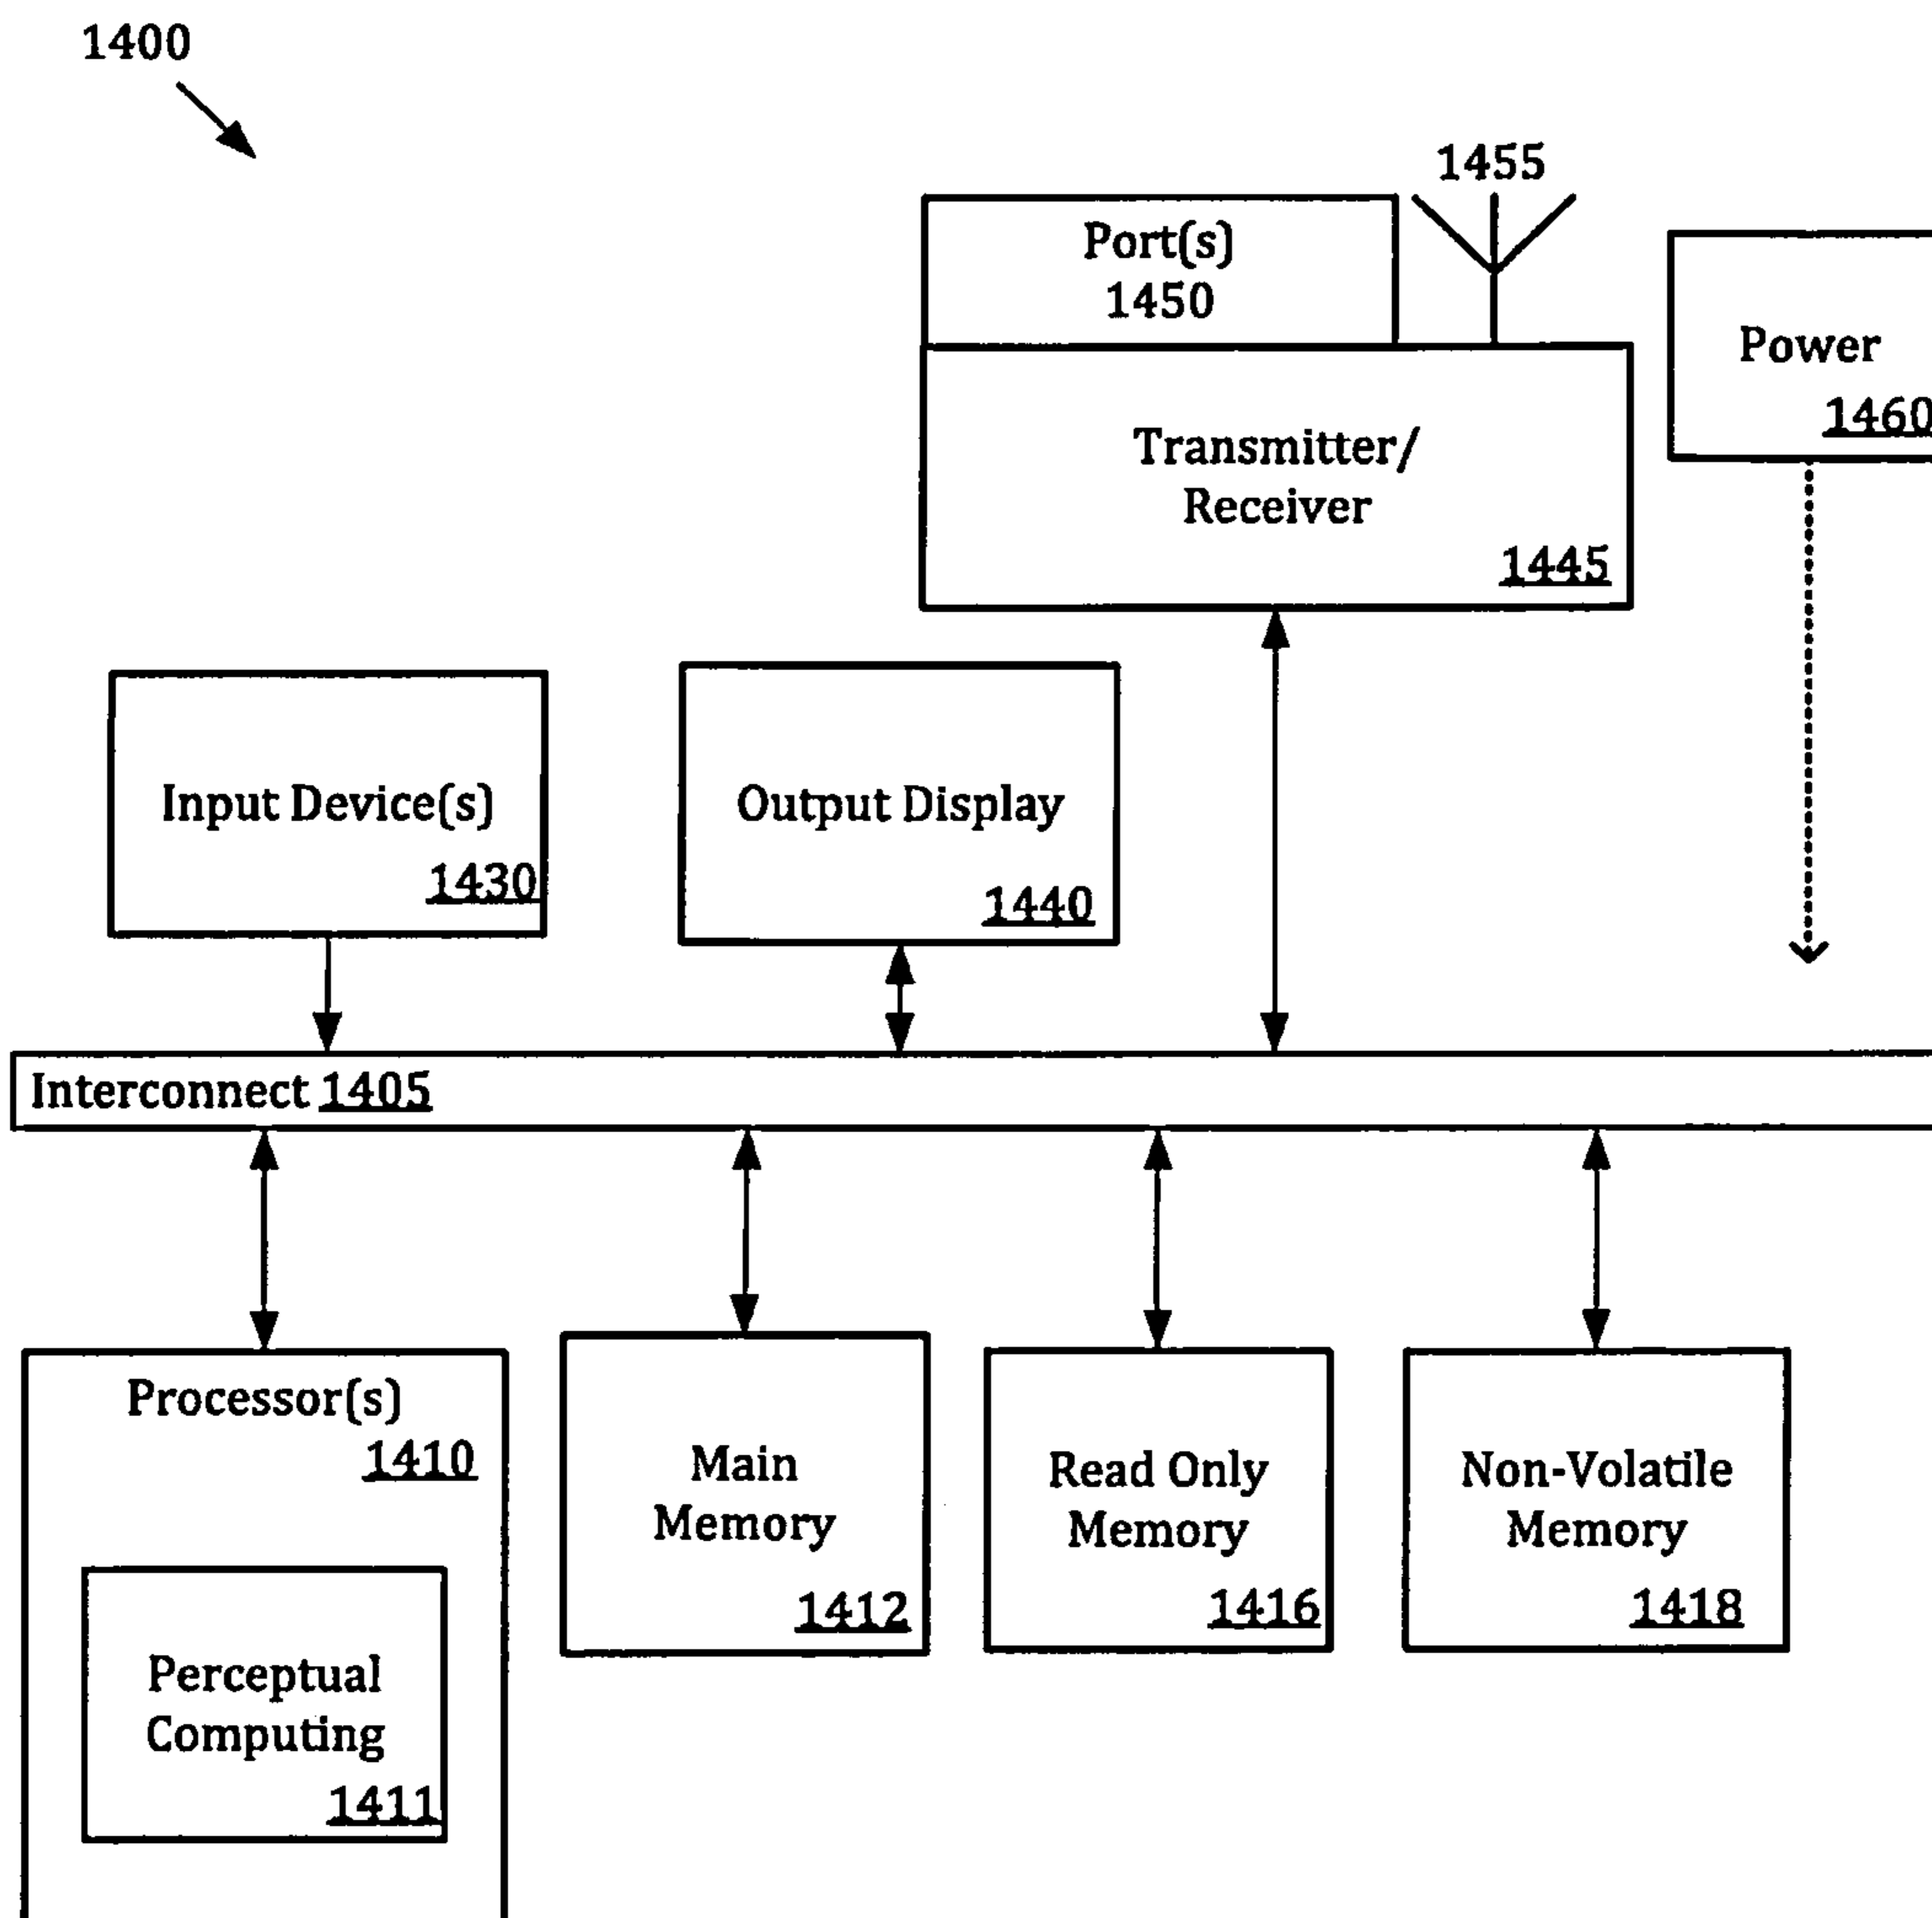 1400
1455
Port(s)
1450
Power
1460
Transmitter/
Receiver
1445
Input Device(s)
1430
Output Display
1440
Interconnect 1405
Processor(s)
1410
Main
Memory
1412
Read Only
Memory
1416
Non-Volatile
Memory
1418
Perceptual
Computing
1411